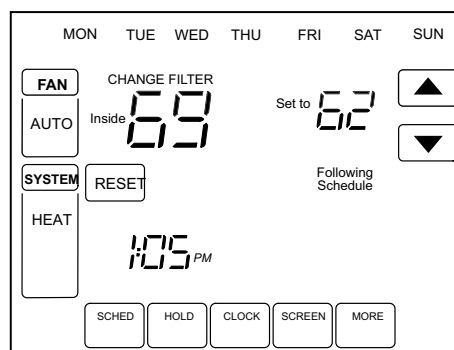 MON TUE WED THU FRI SAT SUN
FAN
AUTO
CHANGE FILTER
Inside 69
Set to 62
SYSTEM
HEAT
RESET
Following
Schedule
1:05 PM
SCHED HOLD CLOCK SCREEN MORE